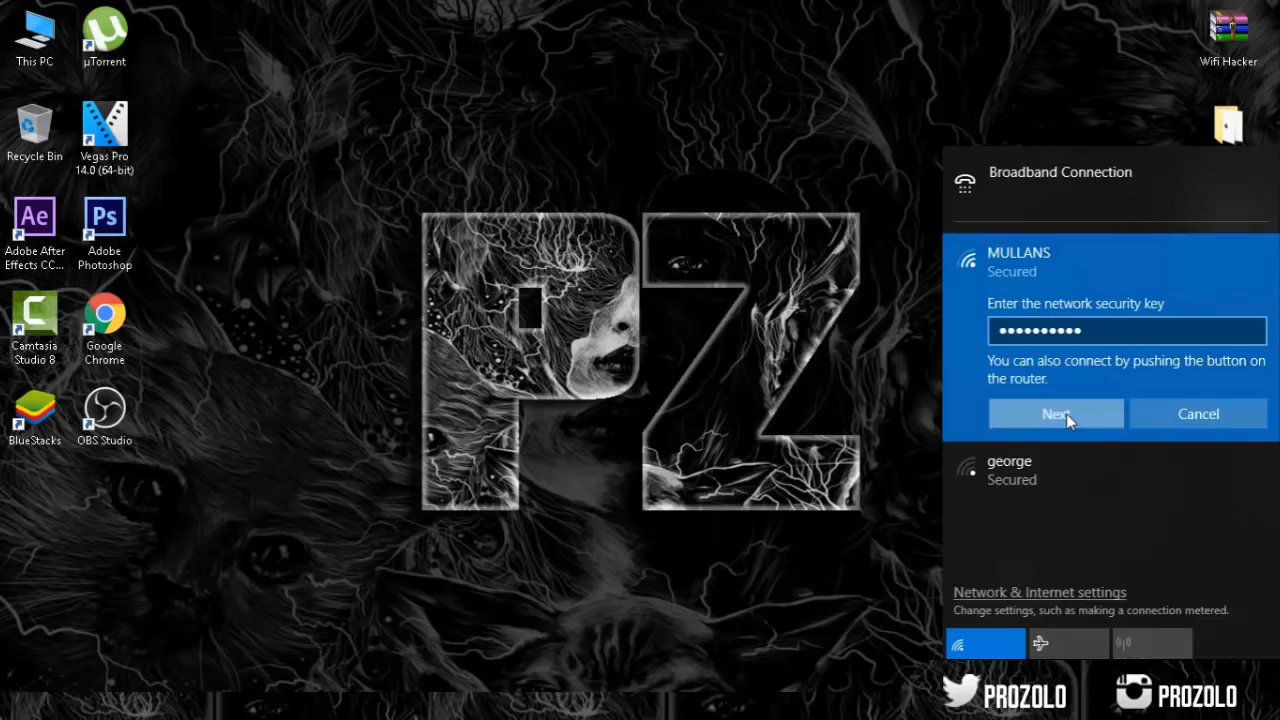 This PC
µTorrent
Recycle Bin
Vegas Pro
14.0 (64-bit)
Ae
Adobe After
Effects CC...
Ps
Adobe
Photoshop
Camtasia
Studio 8
Google
Chrome
BlueStacks
OBS Studio
PZ
Wifi Hacker
Broadband Connection
MULLANS
Secured
Enter the network security key
••••••••••
You can also connect by pushing the button on
the router.
Next
Cancel
george
Secured
Network & Internet settings
Change settings, such as making a connection metered.
PROZOLO
PROZOLO